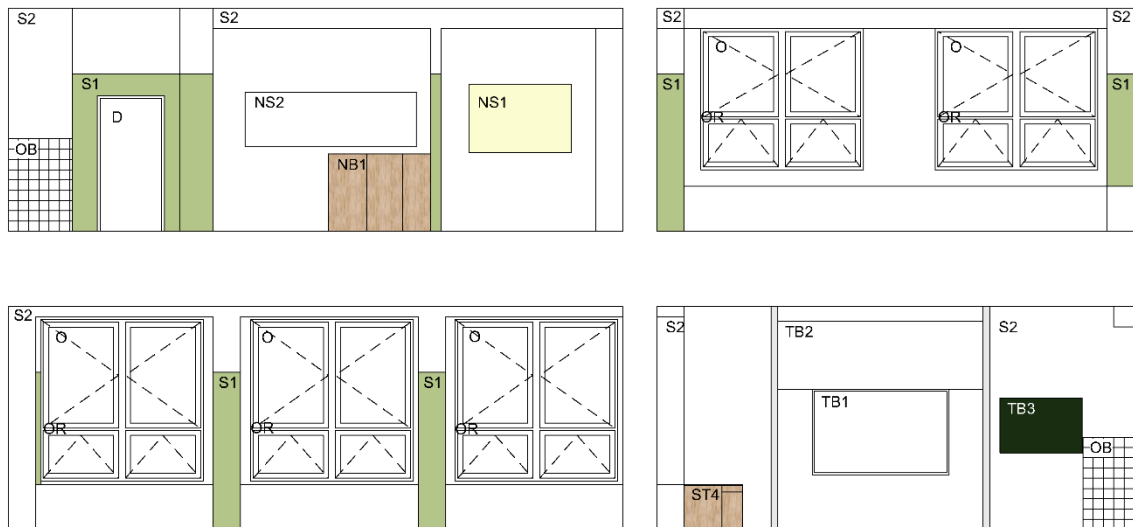 S2
S2
S1
D
NS2
NS1
OB
NB1
S2
S2
O
O
S1
S1
OR
OR
S2
O
O
O
S1
S1
OR
OR
OR
S2
TB2
S2
TB1
TB3
OB
ST4